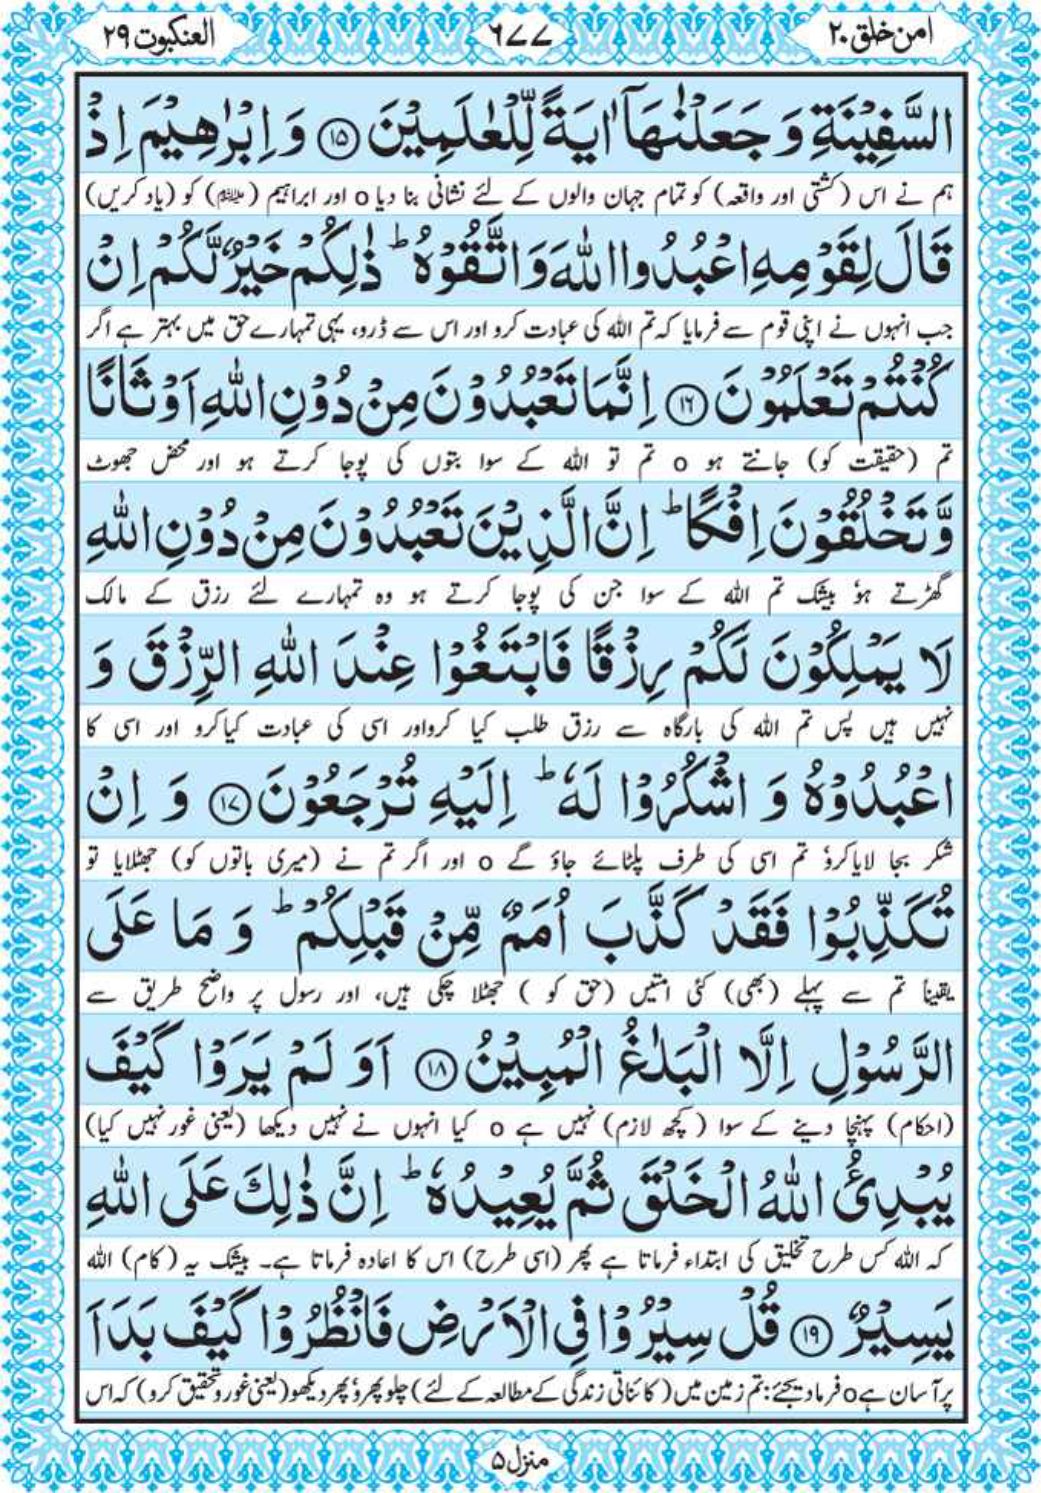 امن خلق ٢٠ ٦٧٧ العنکبوت ٢٩
السَّفِيْنَةِ وَ جَعَلْنٰهَاۤ اٰيَةً لِّلْعٰلَمِيْنَ ﴿۱۵﴾ وَ اِبْرٰهِيْمَ اِذْ
ہم نے اس (کشتی اور واقعہ) کو تمام جہان والوں کے لئے نشانی بنا دیا o اور ابراہیم (علیہ السلام) کو (یاد کریں)
قَالَ لِقَوْمِهِ اعْبُدُوا اللّٰهَ وَ اتَّقُوْهُ ؕ ذٰلِكُمْ خَيْرٌ لَّكُمْ اِنْ
جب انہوں نے اپنی قوم سے فرمایا کہ تم اللہ کی عبادت کرو اور اس سے ڈرو، یہی تمہارے حق میں بہتر ہے اگر
كُنْتُمْ تَعْلَمُوْنَ ﴿۱۶﴾ اِنَّمَا تَعْبُدُوْنَ مِنْ دُوْنِ اللّٰهِ اَوْثَانًا
تم (حقیقت کو) جانتے ہو o تم تو اللہ کے سوا بتوں کی پوجا کرتے ہو اور محض جھوٹ
وَّ تَخْلُقُوْنَ اِفْكًا ؕ اِنَّ الَّذِيْنَ تَعْبُدُوْنَ مِنْ دُوْنِ اللّٰهِ
گھڑتے ہو، بیشک تم اللہ کے سوا جن کی پوجا کرتے ہو وہ تمہارے لئے رزق کے مالک
لَا يَمْلِكُوْنَ لَكُمْ رِزْقًا فَابْتَغُوْا عِنْدَ اللّٰهِ الرِّزْقَ وَ
نہیں ہیں پس تم اللہ کی بارگاہ سے رزق طلب کیا کرو اور اسی کی عبادت کیا کرو اور اسی کا
اعْبُدُوْهُ وَ اشْكُرُوْا لَهٗ ؕ اِلَيْهِ تُرْجَعُوْنَ ﴿۱۷﴾ وَ اِنْ
شکر بجا لایا کرو، تم اسی کی طرف پلٹائے جاؤ گے o اور اگر تم نے (میری باتوں کو) جھٹلایا تو
تُكَذِّبُوْا فَقَدْ كَذَّبَ اُمَمٌ مِّنْ قَبْلِكُمْ ؕ وَ مَا عَلَى
یقیناً تم سے پہلے (بھی) کئی امتیں (حق کو) جھٹلا چکی ہیں، اور رسول پر واضح طریق سے
الرَّسُوْلِ اِلَّا الْبَلٰغُ الْمُبِيْنُ ﴿۱۸﴾ اَوَ لَمْ يَرَوْا كَيْفَ
(احکام) پہنچا دینے کے سوا (کچھ لازم) نہیں ہے o کیا انہوں نے نہیں دیکھا (یعنی غور نہیں کیا)
يُبْدِئُ اللّٰهُ الْخَلْقَ ثُمَّ يُعِيْدُهٗ ؕ اِنَّ ذٰلِكَ عَلَى اللّٰهِ
کہ اللہ کس طرح تخلیق کی ابتداء فرماتا ہے پھر (اسی طرح) اس کا اعادہ فرماتا ہے۔ بیشک یہ (کام) اللہ
يَسِيْرٌ ﴿۱۹﴾ قُلْ سِيْرُوْا فِي الْاَرْضِ فَانْظُرُوْا كَيْفَ بَدَاَ
پر آسان ہے o فرما دیجئے: تم زمین میں (کائناتی زندگی کے مطالعہ کے لئے) چلو پھرو، پھر دیکھو (یعنی غور و تحقیق کرو) کہ اس
منزل ۵